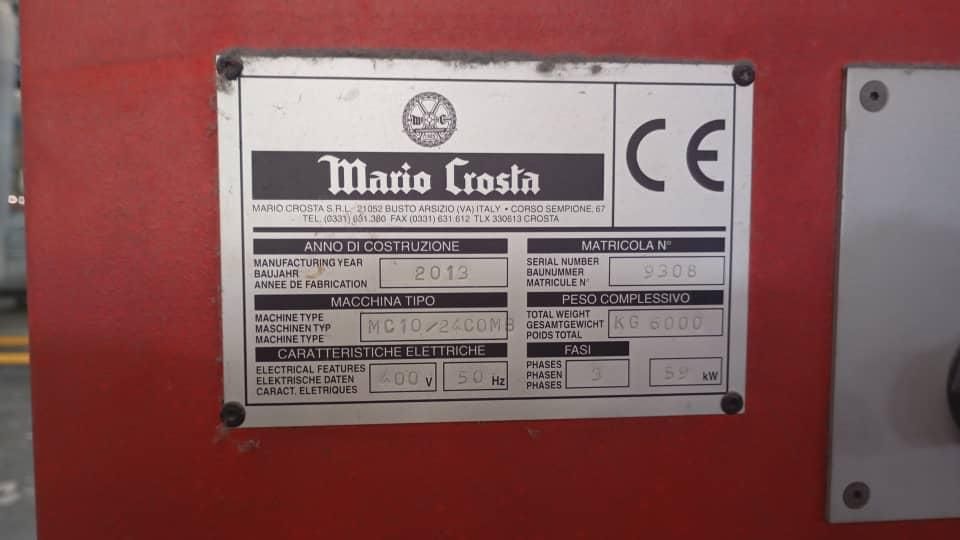 M C
Mario Crosta
CE
MARIO CROSTA S.R.L. 21052 BUSTO ARSIZIO (VA) ITALY • CORSO SEMPIONE, 67
TEL. (0331) 631.380 FAX (0331) 631.612 TLX 330613 CROSTA
ANNO DI COSTRUZIONE
MANUFACTURING YEAR
BAUJAHR
ANNEE DE FABRICATION
2013
MATRICOLA N°
SERIAL NUMBER
BAUNUMMER
MATRICULE N°
9308
MACCHINA TIPO
MACHINE TYPE
MASCHINEN TYP
MACHINE TYPE
MC10/24COMB
PESO COMPLESSIVO
TOTAL WEIGHT
GESAMTGEWICHT
POIDS TOTAL
KG 6000
CARATTERISTICHE ELETTRICHE
ELECTRICAL FEATURES
ELEKTRISCHE DATEN
CARACT. ELETRIQUES
400 V
50 Hz
FASI
PHASES
PHASEN
PHASES
3
59 kW